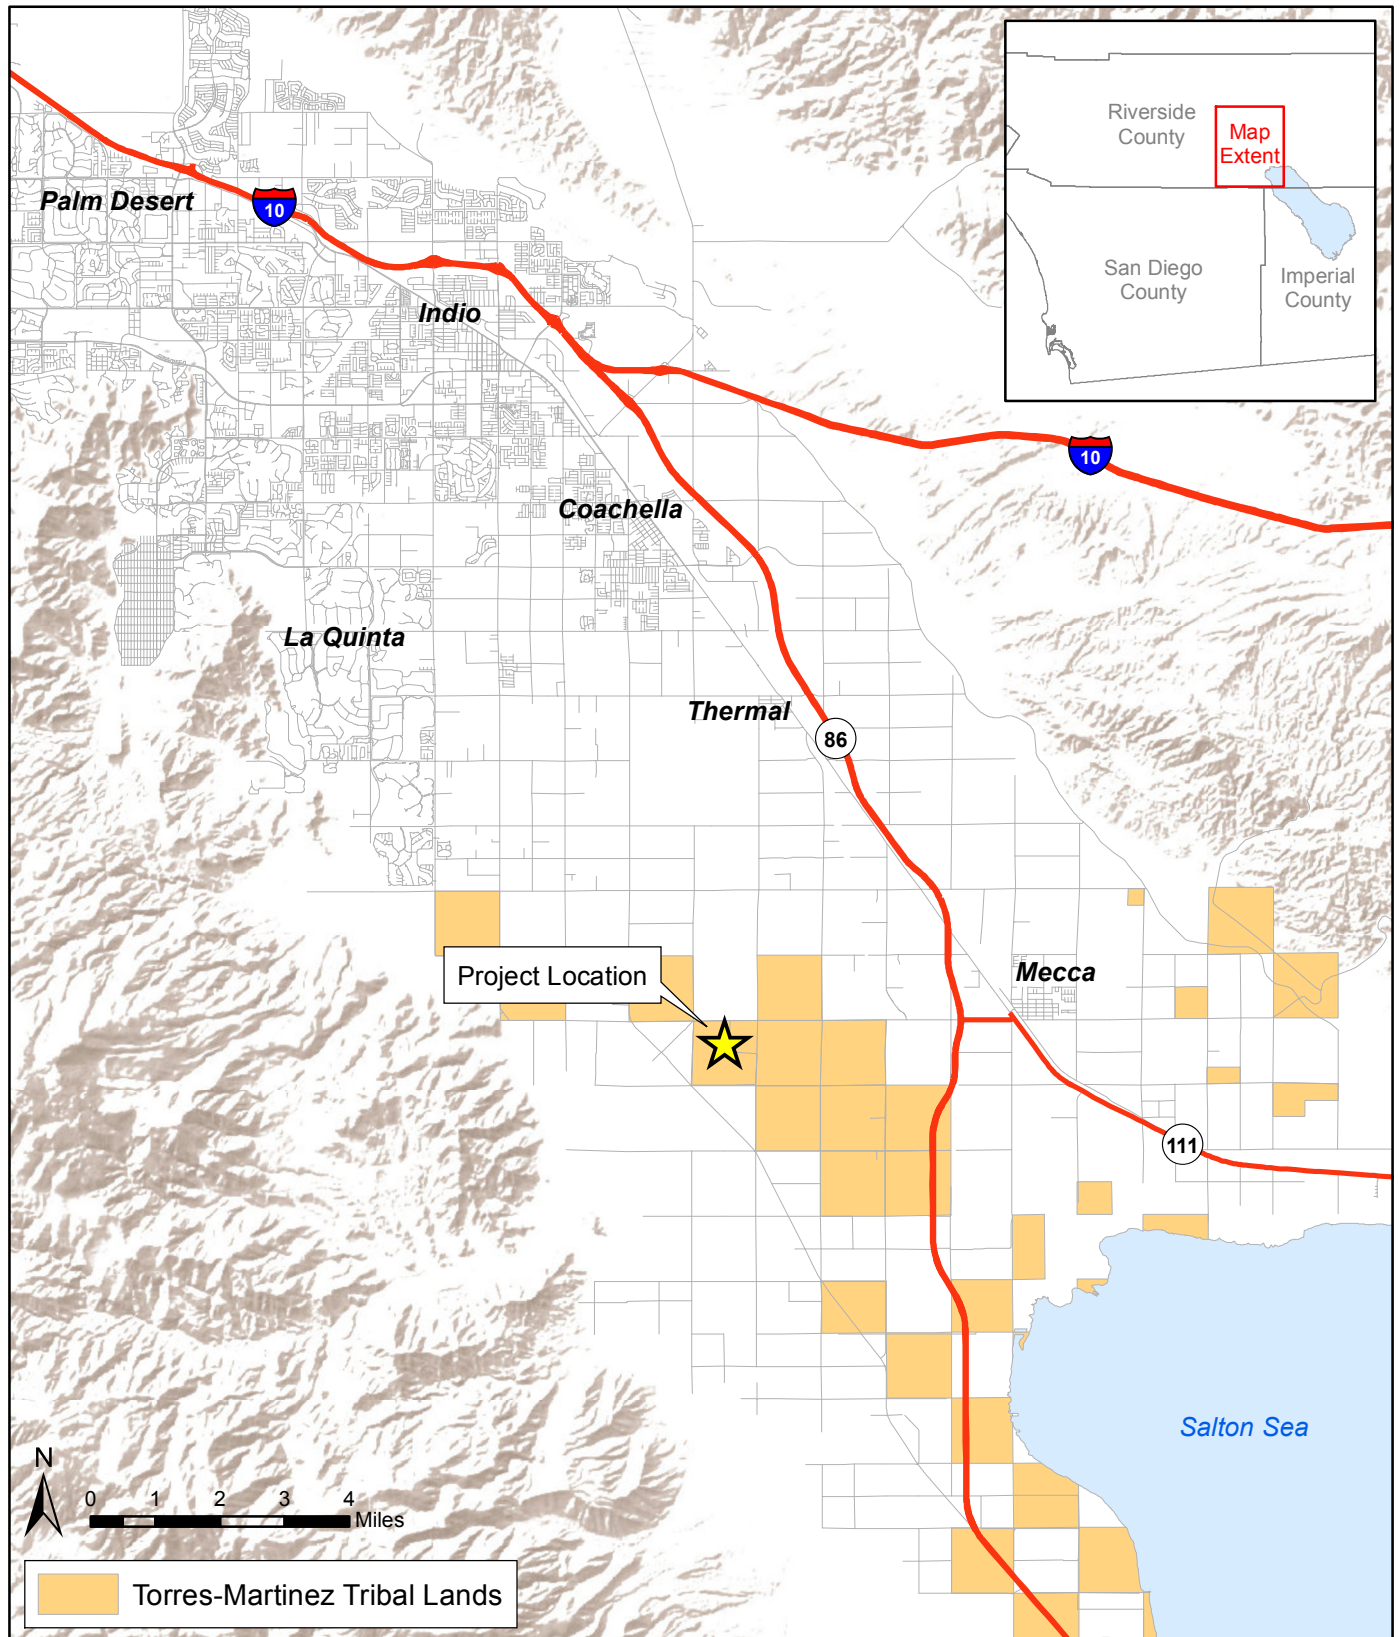 Riverside
County
Map
Extent
San Diego
County
Imperial
County
Palm Desert
10
Indio
10
Coachella
La Quinta
Thermal
86
Project Location
Mecca
111
Salton Sea
N
0 1 2 3 4
Miles
Torres-Martinez Tribal Lands